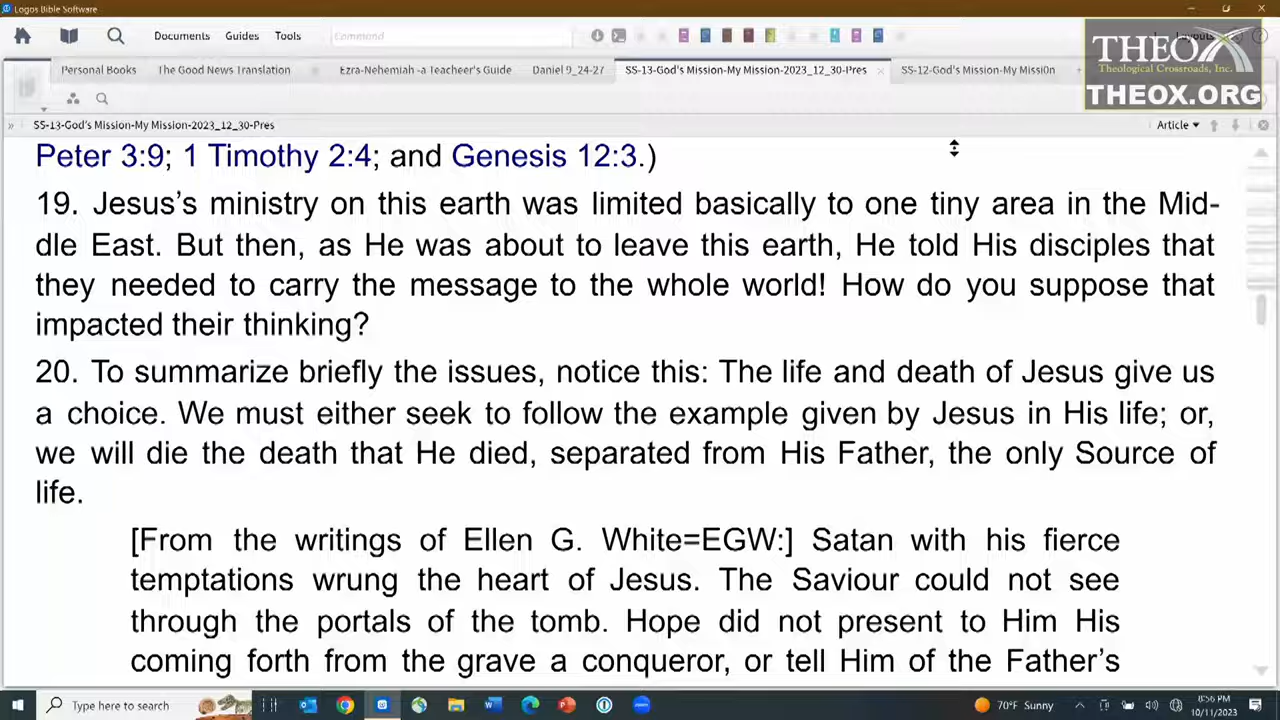 Logos Bible Software
Documents Guides Tools Command
THEOX
Theological Crossroads, Inc.
THEOX.ORG
Personal Books The Good News Translation Daniel 9_24-27 SS-13-God's Mission-My Mission-2023_12_30-Pres
SS-13-God's Mission-My Mission-2023_12_30-Pres Article
Peter 3:9; 1 Timothy 2:4; and Genesis 12:3.)
19. Jesus’s ministry on this earth was limited basically to one tiny area in the Mid-
dle East. But then, as He was about to leave this earth, He told His disciples that
they needed to carry the message to the whole world! How do you suppose that
impacted their thinking?
20. To summarize briefly the issues, notice this: The life and death of Jesus give us
a choice. We must either seek to follow the example given by Jesus in His life; or,
we will die the death that He died, separated from His Father, the only Source of
life.
[From the writings of Ellen G. White=EGW:] Satan with his fierce
temptations wrung the heart of Jesus. The Saviour could not see
through the portals of the tomb. Hope did not present to Him His
coming forth from the grave a conqueror, or tell Him of the Father’s
Type here to search 70°F Sunny 8:56 PM
10/11/2023